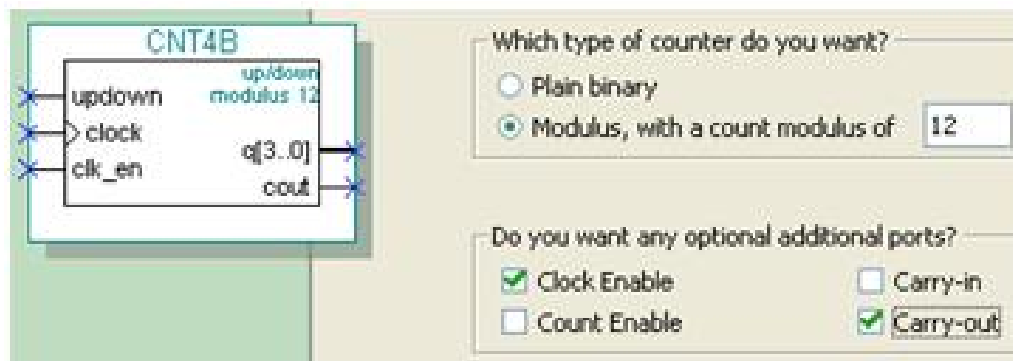 CNT4B
up/down
modulus 12
updown
clock
clk_en
q[3..0]
cout
Which type of counter do you want?
Plain binary
Modulus, with a count modulus of 12
Do you want any optional additional ports?
Clock Enable
Carry-in
Count Enable
Carry-out